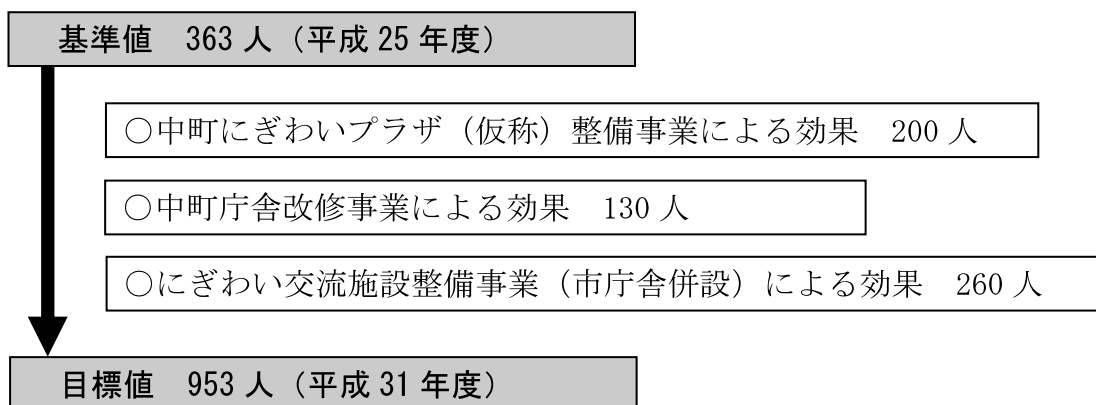 基準値　363 人（平成 25 年度）
○中町にぎわいプラザ（仮称）整備事業による効果　200 人
○中町庁舎改修事業による効果　130 人
○にぎわい交流施設整備事業（市庁舎併設）による効果　260 人
目標値　953 人（平成 31 年度）